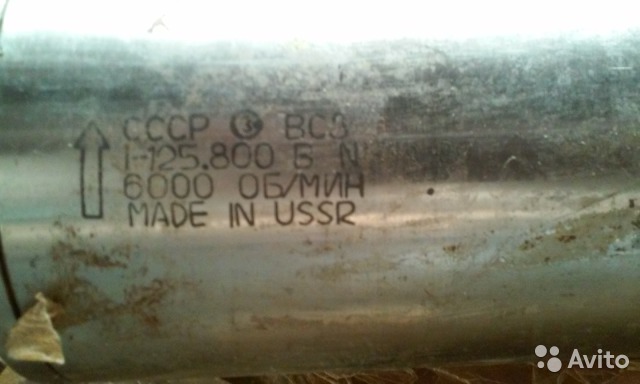 СССР ВСЗ
1-125.800 Б N
6000 ОБ/МИН
MADE IN USSR
Avito